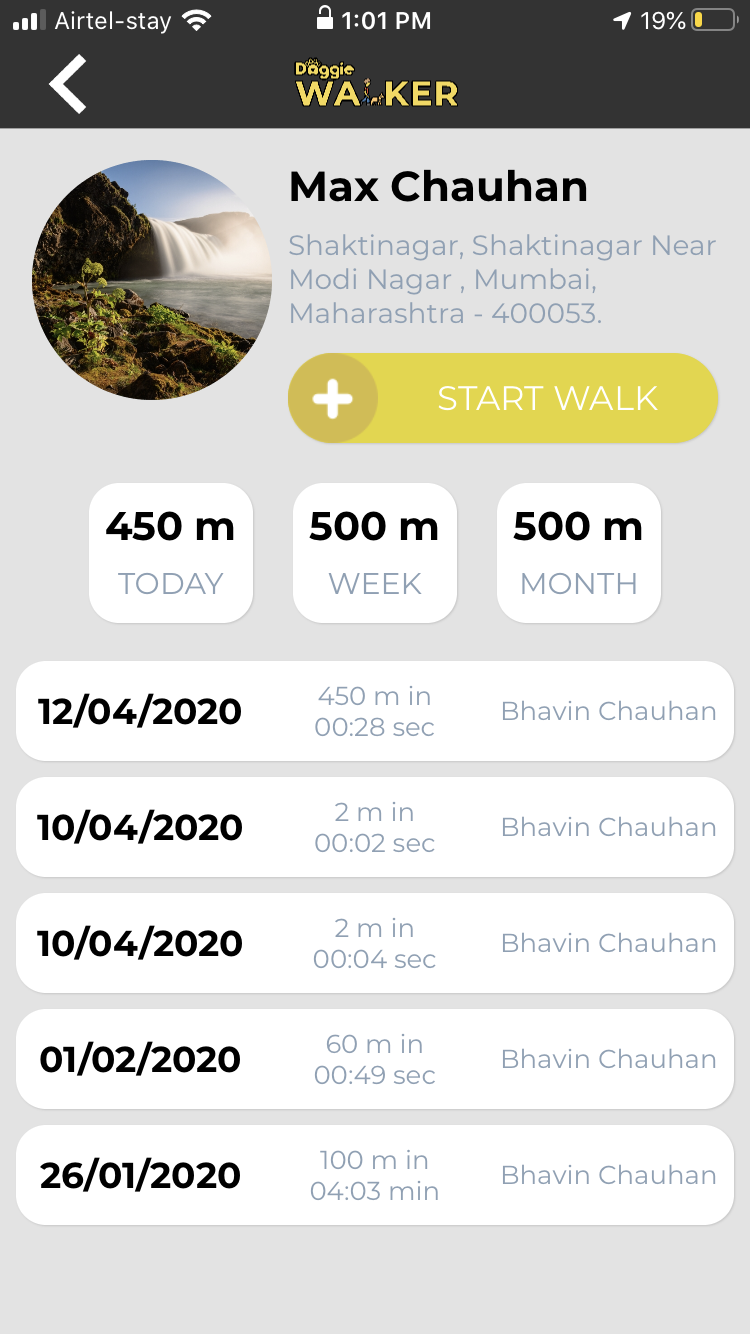 Airtel-stay 1:01 PM 19%
Doggie
WALKER
Max Chauhan
Shaktinagar, Shaktinagar Near
Modi Nagar , Mumbai,
Maharashtra - 400053.
START WALK
450 m 500 m 500 m
TODAY WEEK MONTH
12/04/2020 450 m in 00:28 sec Bhavin Chauhan
10/04/2020 2 m in 00:02 sec Bhavin Chauhan
10/04/2020 2 m in 00:04 sec Bhavin Chauhan
01/02/2020 60 m in 00:49 sec Bhavin Chauhan
26/01/2020 100 m in 04:03 min Bhavin Chauhan